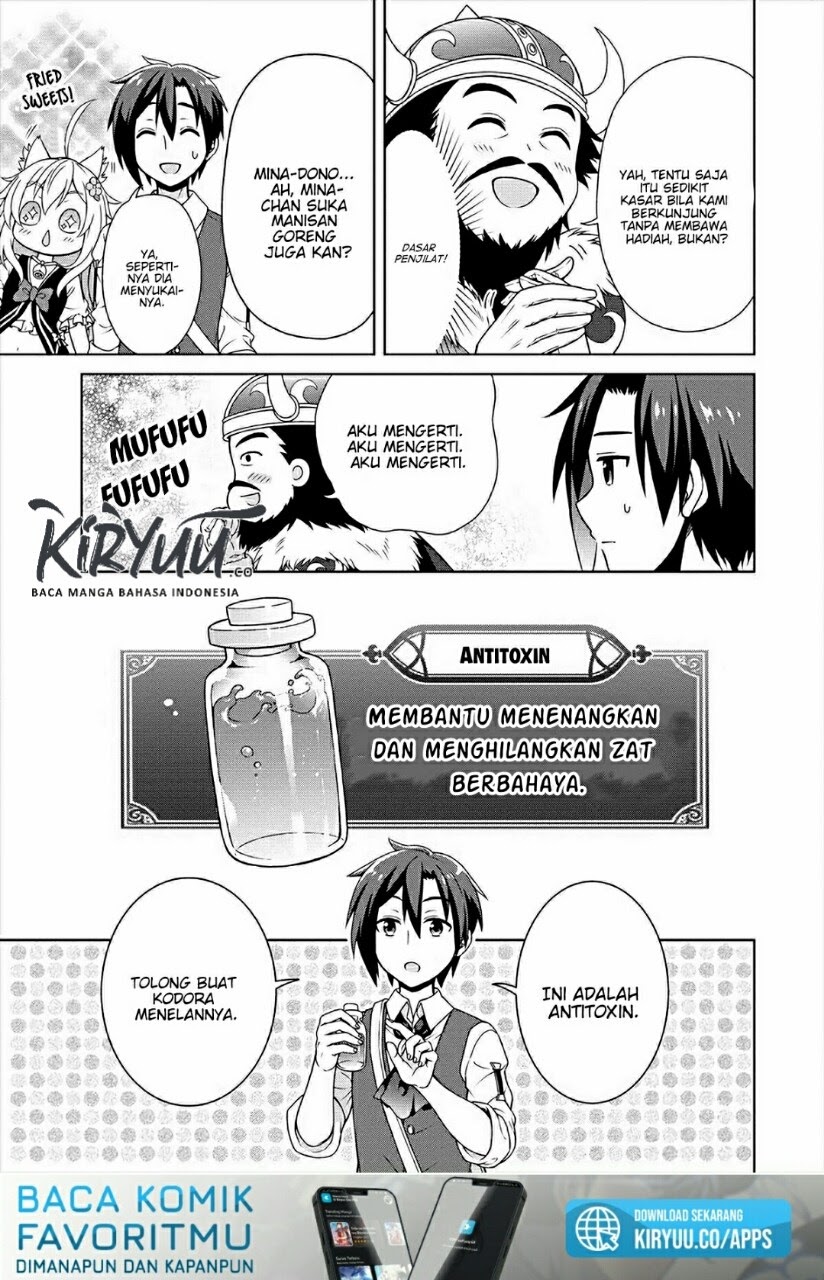 YAH, TENTU SAJA
ITU SEDIKIT
KASAR BILA KAMI
BERKUNJUNG
TANPA MEMBAWA
HADIAH, BUKAN?
DASAR
PENJILAT!
MINA-DONO...
AH, MINA-
CHAN SUKA
MANISAN
GORENG
JUGA KAN?
YA,
SEPERTI-
NYA DIA
MENYUKAI-
NYA.
FRIED
SWEETS!
AKU MENGERTI.
AKU MENGERTI.
AKU MENGERTI.
MUFUFU
FUFUFU
KIRYUU.CO
BACA MANGA BAHASA INDONESIA
ANTITOXIN
MEMBANTU MENENANGKAN
DAN MENGHILANGKAN ZAT
BERBAHAYA.
INI ADALAH
ANTITOXIN.
TOLONG BUAT
KODORA
MENELANNYA.
BACA KOMIK
FAVORITMU
DIMANAPUN DAN KAPANPUN
DOWNLOAD SEKARANG
KIRYUU.CO/APPS